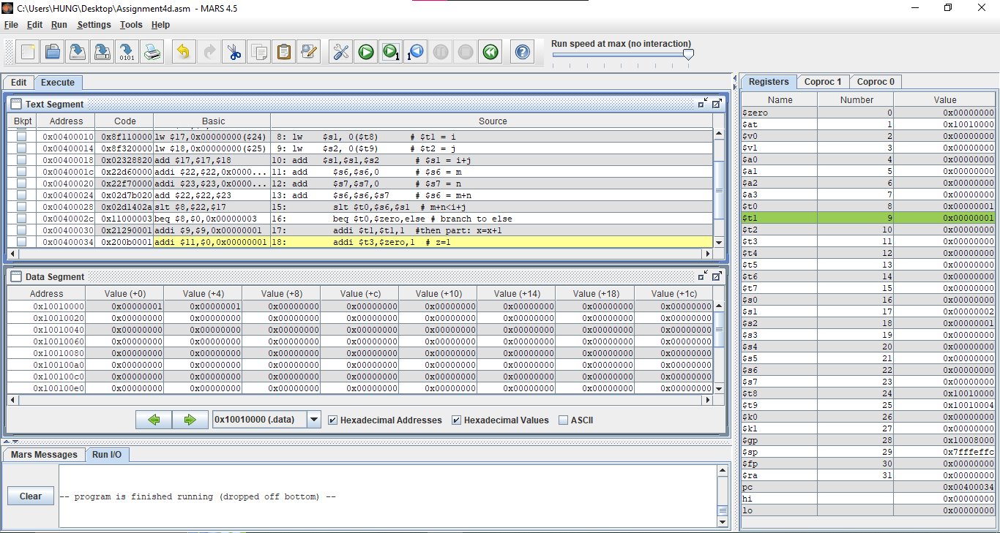 C:\Users\HUNG\Desktop\Assignment4d.asm - MARS 4.5
File Edit Run Settings Tools Help
Run speed at max (no interaction)
Edit Execute
Text Segment
Bkpt Address Code Basic Source
0x00400010 0x8f110000 lw $17,0x00000000($24) 8: lw $s1, 0($t8) # $t1 = i
0x00400014 0x8f320000 lw $18,0x00000000($25) 9: lw $s2, 0($t9) # $t2 = j
0x00400018 0x02328820 add $17,$17,$18 10: add $s1,$s1,$s2 # $s1 = i+j
0x0040001c 0x22d60000 addi $22,$22,0x0000... 11: add $s6,$s6,0 # $s6 = m
0x00400020 0x22f70000 addi $23,$23,0x0000... 12: add $s7,$s7,0 # $s7 = n
0x00400024 0x02d7b020 add $22,$22,$23 13: add $s6,$s6,$s7 # $s6 = m+n
0x00400028 0x02d1402a slt $8,$22,$17 15: slt $t0,$s6,$s1 # m+n<i+j
0x0040002c 0x11000003 beq $8,$0,0x00000003 16: beq $t0,$zero,else # branch to else
0x00400030 0x21290001 addi $9,$9,0x00000001 17: addi $t1,$t1,1 #then part: x=x+1
0x00400034 0x200b0001 addi $11,$0,0x00000001 18: addi $t3,$zero,1 # z=1
Data Segment
Address Value (+0) Value (+4) Value (+8) Value (+c) Value (+10) Value (+14) Value (+18) Value (+1c)
0x10010000 0x00000001 0x00000001 0x00000000 0x00000000 0x00000000 0x00000000 0x00000000 0x00000000
0x10010020 0x00000000 0x00000000 0x00000000 0x00000000 0x00000000 0x00000000 0x00000000 0x00000000
0x10010040 0x00000000 0x00000000 0x00000000 0x00000000 0x00000000 0x00000000 0x00000000 0x00000000
0x10010060 0x00000000 0x00000000 0x00000000 0x00000000 0x00000000 0x00000000 0x00000000 0x00000000
0x10010080 0x00000000 0x00000000 0x00000000 0x00000000 0x00000000 0x00000000 0x00000000 0x00000000
0x100100a0 0x00000000 0x00000000 0x00000000 0x00000000 0x00000000 0x00000000 0x00000000 0x00000000
0x100100c0 0x00000000 0x00000000 0x00000000 0x00000000 0x00000000 0x00000000 0x00000000 0x00000000
0x100100e0 0x00000000 0x00000000 0x00000000 0x00000000 0x00000000 0x00000000 0x00000000 0x00000000
0x10010000 (.data) Hexadecimal Addresses Hexadecimal Values ASCII
Mars Messages Run I/O
Clear
-- program is finished running (dropped off bottom) --
Registers Coproc 1 Coproc 0
Name Number Value
$zero 0 0x00000000
$at 1 0x10010000
$v0 2 0x00000000
$v1 3 0x00000000
$a0 4 0x00000000
$a1 5 0x00000000
$a2 6 0x00000000
$a3 7 0x00000000
$t0 8 0x00000001
$t1 9 0x00000001
$t2 10 0x00000000
$t3 11 0x00000000
$t4 12 0x00000000
$t5 13 0x00000000
$t6 14 0x00000000
$t7 15 0x00000000
$s0 16 0x00000000
$s1 17 0x00000002
$s2 18 0x00000001
$s3 19 0x00000000
$s4 20 0x00000000
$s5 21 0x00000000
$s6 22 0x00000000
$s7 23 0x00000000
$t8 24 0x10010000
$t9 25 0x10010004
$k0 26 0x00000000
$k1 27 0x00000000
$gp 28 0x10008000
$sp 29 0x7fffeffc
$fp 30 0x00000000
$ra 31 0x00000000
pc 0x00400034
hi 0x00000000
lo 0x00000000